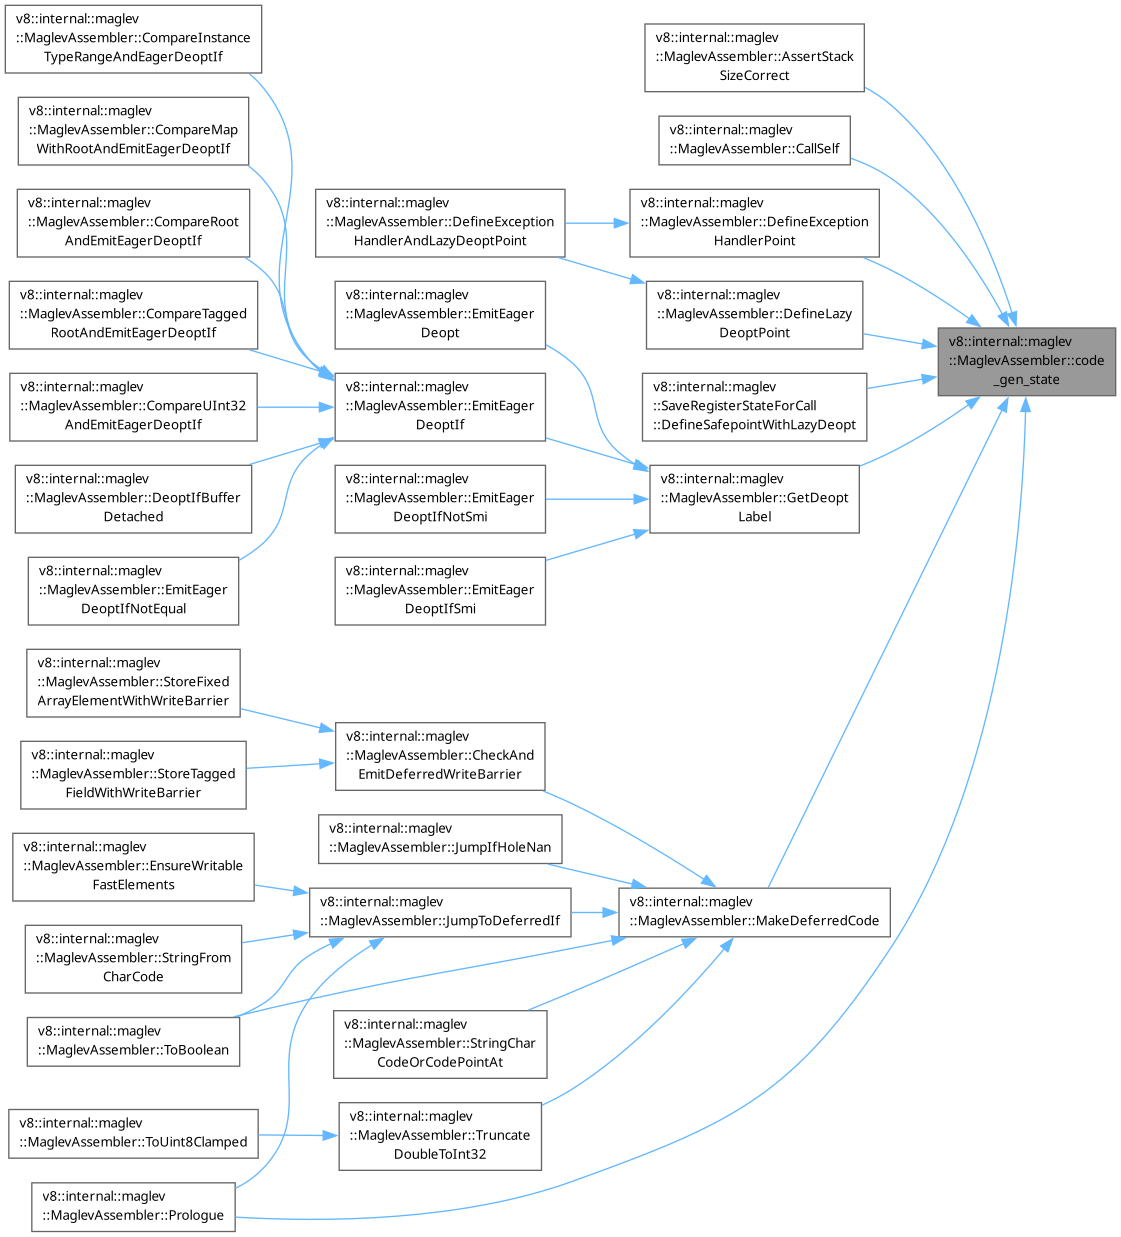 v8::internal::maglev
::MaglevAssembler::CompareInstance
TypeRangeAndEagerDeoptIf
v8::internal::maglev
::MaglevAssembler::CompareMap
WithRootAndEmitEagerDeoptIf
v8::internal::maglev
::MaglevAssembler::CompareRoot
AndEmitEagerDeoptIf
v8::internal::maglev
::MaglevAssembler::CompareTagged
RootAndEmitEagerDeoptIf
v8::internal::maglev
::MaglevAssembler::CompareUInt32
AndEmitEagerDeoptIf
v8::internal::maglev
::MaglevAssembler::DeoptIfBuffer
Detached
v8::internal::maglev
::MaglevAssembler::EmitEager
DeoptIfNotEqual
v8::internal::maglev
::MaglevAssembler::StoreFixed
ArrayElementWithWriteBarrier
v8::internal::maglev
::MaglevAssembler::StoreTagged
FieldWithWriteBarrier
v8::internal::maglev
::MaglevAssembler::EnsureWritable
FastElements
v8::internal::maglev
::MaglevAssembler::StringFrom
CharCode
v8::internal::maglev
::MaglevAssembler::ToBoolean
v8::internal::maglev
::MaglevAssembler::ToUint8Clamped
v8::internal::maglev
::MaglevAssembler::Prologue
v8::internal::maglev
::MaglevAssembler::DefineException
HandlerAndLazyDeoptPoint
v8::internal::maglev
::MaglevAssembler::EmitEager
Deopt
v8::internal::maglev
::MaglevAssembler::EmitEager
DeoptIf
v8::internal::maglev
::MaglevAssembler::EmitEager
DeoptIfNotSmi
v8::internal::maglev
::MaglevAssembler::EmitEager
DeoptIfSmi
v8::internal::maglev
::MaglevAssembler::CheckAnd
EmitDeferredWriteBarrier
v8::internal::maglev
::MaglevAssembler::JumpIfHoleNan
v8::internal::maglev
::MaglevAssembler::JumpToDeferredIf
v8::internal::maglev
::MaglevAssembler::StringChar
CodeOrCodePointAt
v8::internal::maglev
::MaglevAssembler::Truncate
DoubleToInt32
v8::internal::maglev
::MaglevAssembler::AssertStack
SizeCorrect
v8::internal::maglev
::MaglevAssembler::CallSelf
v8::internal::maglev
::MaglevAssembler::DefineException
HandlerPoint
v8::internal::maglev
::MaglevAssembler::DefineLazy
DeoptPoint
v8::internal::maglev
::SaveRegisterStateForCall
::DefineSafepointWithLazyDeopt
v8::internal::maglev
::MaglevAssembler::GetDeopt
Label
v8::internal::maglev
::MaglevAssembler::MakeDeferredCode
v8::internal::maglev
::MaglevAssembler::code
_gen_state